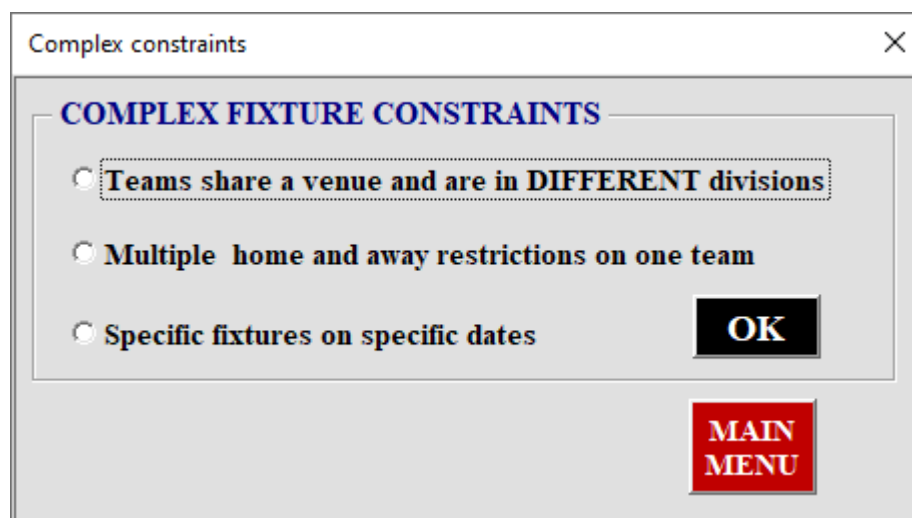 Complex constraints
COMPLEX FIXTURE CONSTRAINTS
Teams share a venue and are in DIFFERENT divisions
Multiple  home and away restrictions on one team
Specific fixtures on specific dates
OK
MAIN
MENU